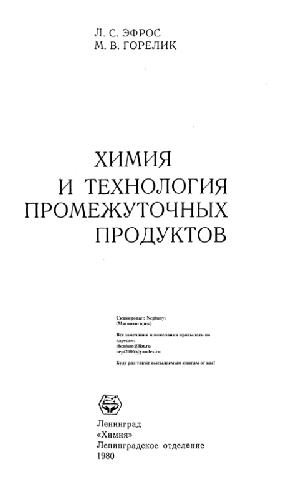 Л. С. ЭФРОС
М. В. ГОРЕЛИК
ХИМИЯ
И ТЕХНОЛОГИЯ
ПРОМЕЖУТОЧНЫХ
ПРОДУКТОВ
Ленинград
«Химия»
Ленинградское отделение
1980